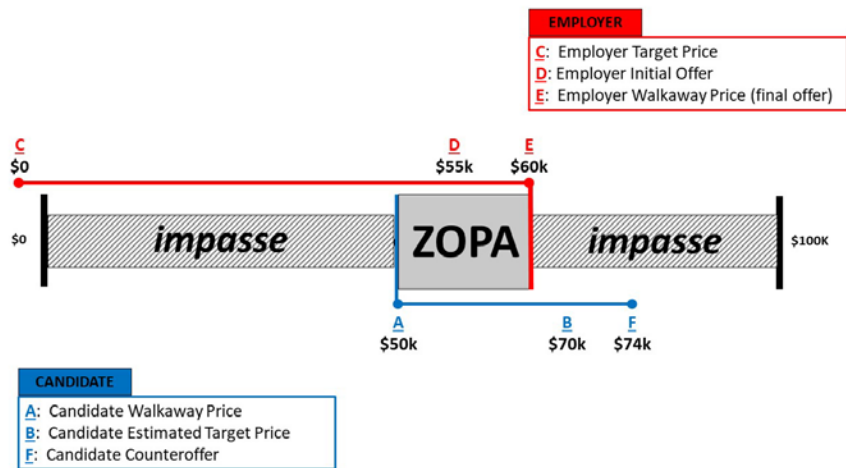 EMPLOYER
C: Employer Target Price
D: Employer Initial Offer
E: Employer Walkaway Price (final offer)
C D E
$0 $55k $60k
$0 impasse ZOPA impasse $100K
A B F
$50k $70k $74k
CANDIDATE
A: Candidate Walkaway Price
B: Candidate Estimated Target Price
F: Candidate Counteroffer